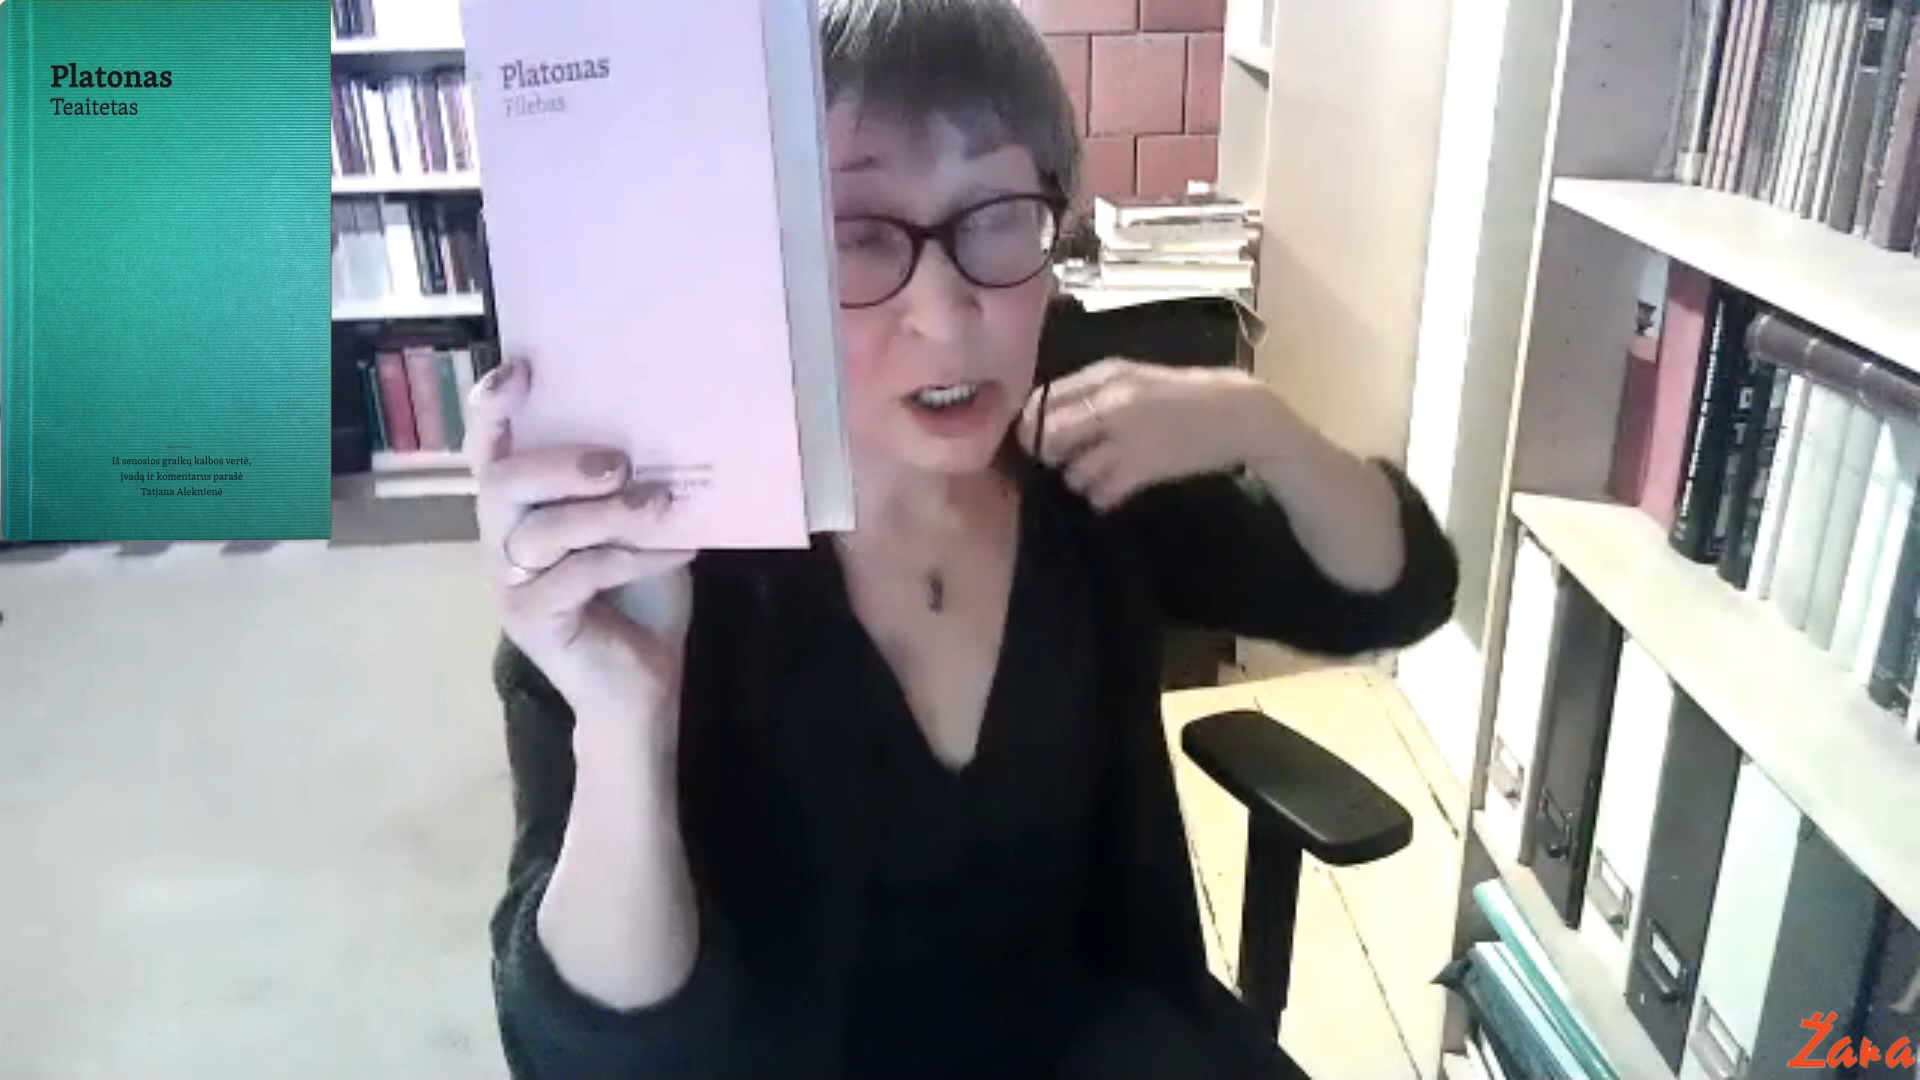 Platonas
Teaitetas
Iš senosios graikų kalbos vertė,
įvadą ir komentarus parašė
Tatjana Aleknienė
Platonas
Filebas
Žara